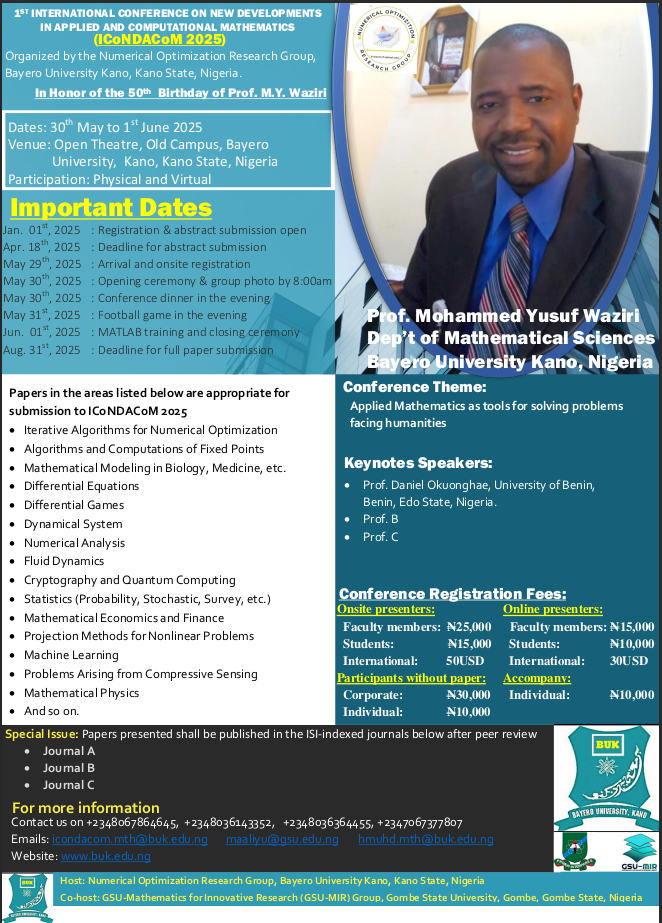 1ST INTERNATIONAL CONFERENCE ON NEW DEVELOPMENTS
IN APPLIED AND COMPUTATIONAL MATHEMATICS
(ICoNDACoM 2025)
Organized by the Numerical Optimization Research Group,
Bayero University Kano, Kano State, Nigeria.
In Honor of the 50th Birthday of Prof. M.Y. Waziri
NUMERICAL OPTIMIZITION
RESEARCH GROUP
Dates: 30th May to 1st June 2025
Venue: Open Theatre, Old Campus, Bayero
University, Kano, Kano State, Nigeria
Participation: Physical and Virtual
Important Dates
Jan. 01st, 2025 : Registration & abstract submission open
Apr. 18th, 2025 : Deadline for abstract submission
May 29th, 2025 : Arrival and onsite registration
May 30th, 2025 : Opening ceremony & group photo by 8:00am
May 30th, 2025 : Conference dinner in the evening
May 31st, 2025 : Football game in the evening
Jun. 01st, 2025 : MATLAB training and closing ceremony
Aug. 31st, 2025 : Deadline for full paper submission
Prof. Mohammed Yusuf Waziri
Dep't of Mathematical Sciences
Bayero University Kano, Nigeria
Papers in the areas listed below are appropriate for
submission to ICoNDACoM 2025
• Iterative Algorithms for Numerical Optimization
• Algorithms and Computations of Fixed Points
• Mathematical Modeling in Biology, Medicine, etc.
• Differential Equations
• Differential Games
• Dynamical System
• Numerical Analysis
• Fluid Dynamics
• Cryptography and Quantum Computing
• Statistics (Probability, Stochastic, Survey, etc.)
• Mathematical Economics and Finance
• Projection Methods for Nonlinear Problems
• Machine Learning
• Problems Arising from Compressive Sensing
• Mathematical Physics
• And so on.
Conference Theme:
Applied Mathematics as tools for solving problems
facing humanities
Keynotes Speakers:
• Prof. Daniel Okuonghae, University of Benin,
Benin, Edo State, Nigeria.
• Prof. B
• Prof. C
Conference Registration Fees:
Onsite presenters:
Faculty members: ₦25,000
Students: ₦15,000
International: 50USD
Participants without paper:
Corporate: ₦30,000
Individual: ₦10,000
Online presenters:
Faculty members: ₦15,000
Students: ₦10,000
International: 30USD
Accompany:
Individual: ₦10,000
Special Issue: Papers presented shall be published in the ISI-indexed journals below after peer review
• Journal A
• Journal B
• Journal C
For more information
Contact us on +2348067864645, +2348036143352, +2348036364455, +2347067377807
Emails: icondacom.mth@buk.edu.ng maaliyu@gsu.edu.ng hmuhd.mth@buk.edu.ng
Website: www.buk.edu.ng
BUK
BAYERO UNIVERSITY, KANO
GSU-MIR
BUK
Host: Numerical Optimization Research Group, Bayero University Kano, Kano State, Nigeria
Co-host: GSU-Mathematics for Innovative Research (GSU-MIR) Group, Gombe State University, Gombe, Gombe State, Nigeria